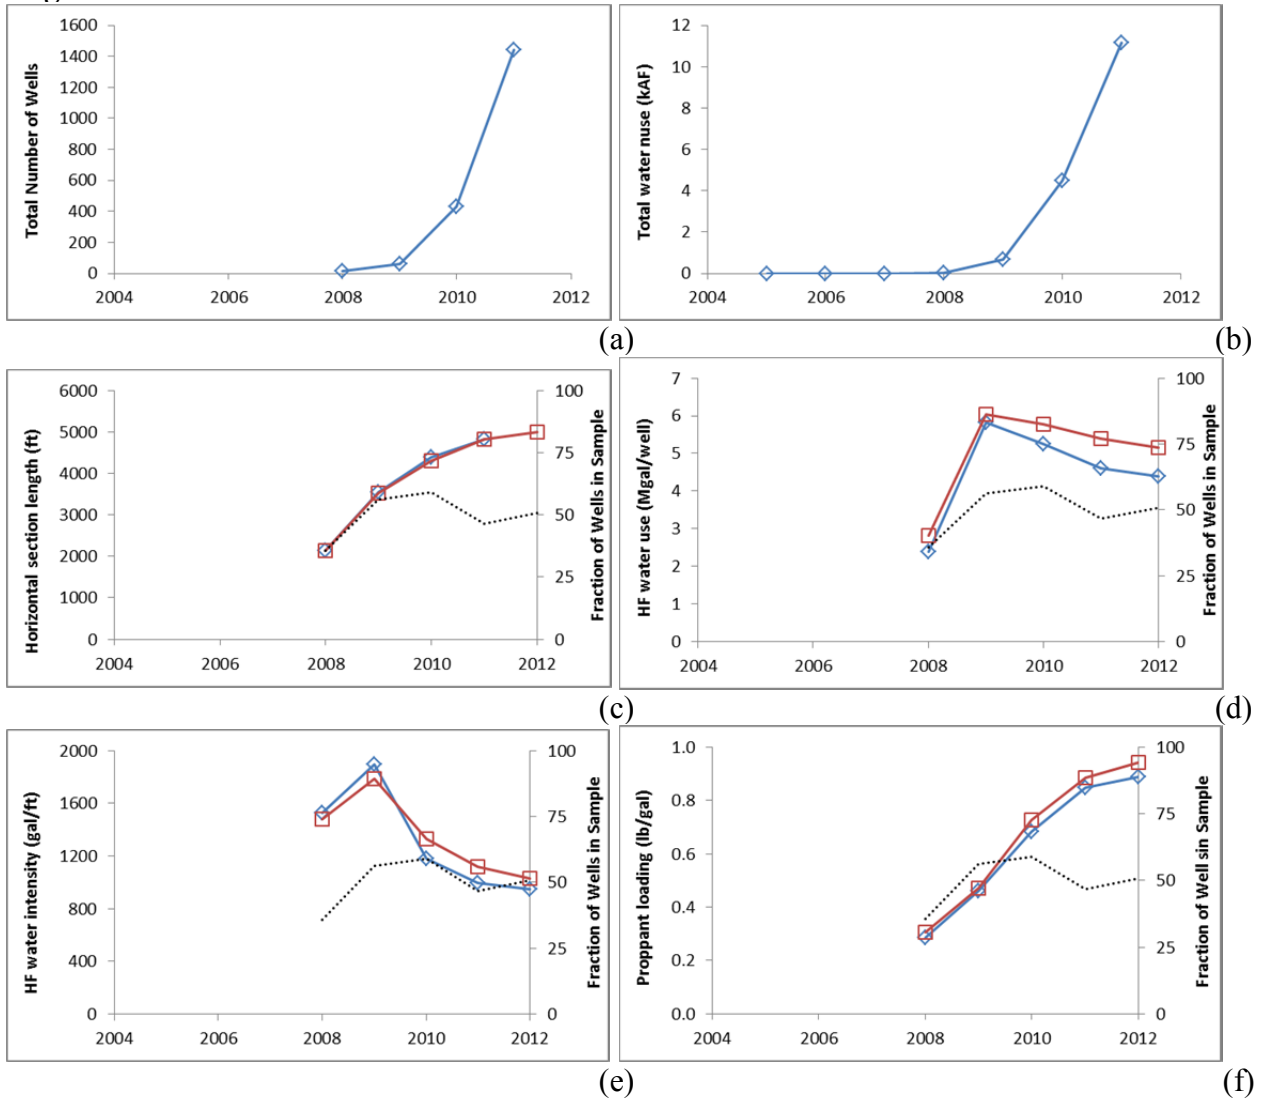 Total Number of Wells
1600
1400
1200
1000
800
600
400
200
0
2004 2006 2008 2010 2012
(a)
Total water nuse (kAF)
12
10
8
6
4
2
0
2004 2006 2008 2010 2012
(b)
Horizontal section length (ft)
6000
5000
4000
3000
2000
1000
0
2004 2006 2008 2010 2012
100
75
50
25
0
Fraction of Wells in Sample
(c)
HF water use (Mgal/well)
7
6
5
4
3
2
1
0
2004 2006 2008 2010 2012
100
75
50
25
0
Fraction of Wells in Sample
(d)
HF water intensity (gal/ft)
2000
1600
1200
800
400
0
2004 2006 2008 2010 2012
100
75
50
25
0
Fraction of Wells in Sample
(e)
Proppant loading (lb/gal)
1.0
0.8
0.6
0.4
0.2
0.0
2004 2006 2008 2010 2012
100
75
50
25
0
Fraction of Well sin Sample
(f)